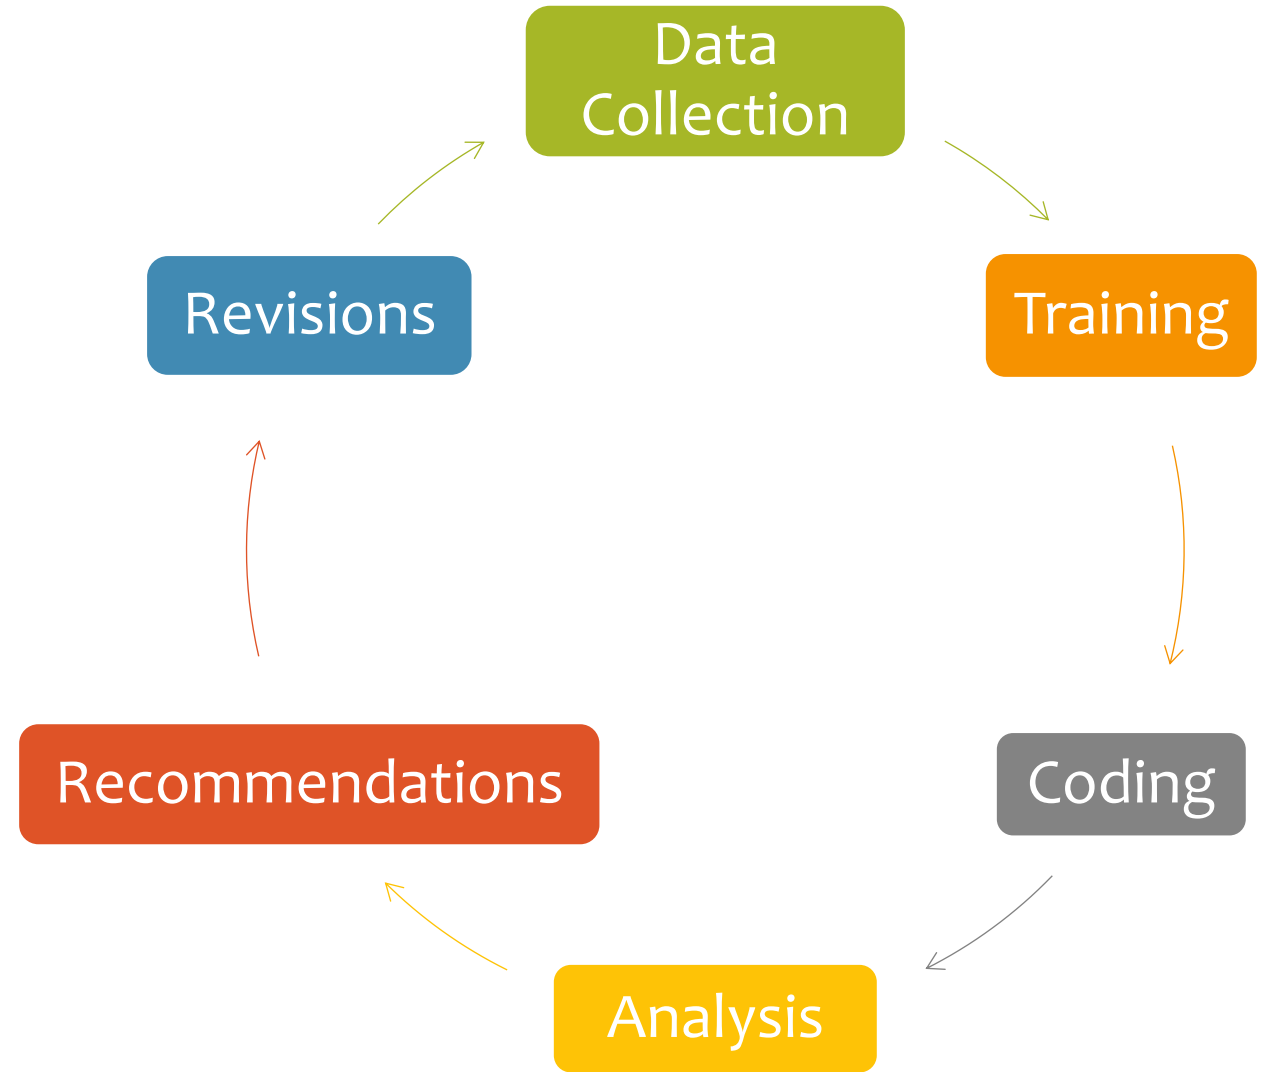 Data
Collection
Training
Coding
Analysis
Recommendations
Revisions